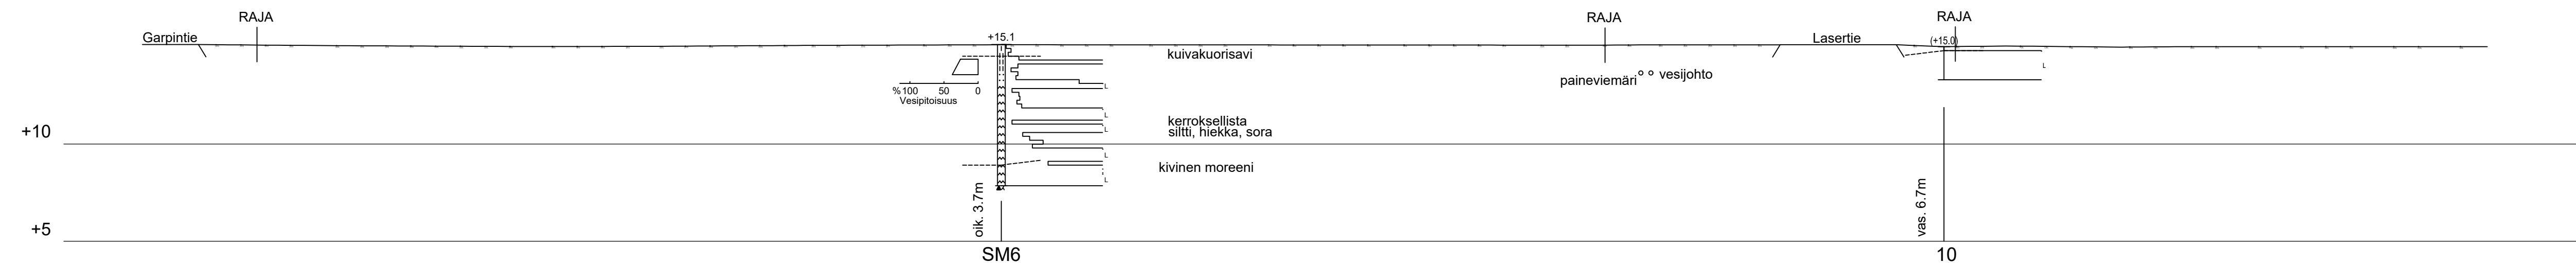 RAJA
RAJA
RAJA
Garpintie
+15.1
Lasertie
(+15.0)
kuivakuorisavi
L
paineviemäri°° vesijohto
L
% 100 50 0
Vesipitoisuus
L
kerroksellista
L
siltti, hiekka, sora
+10
L
kivinen moreeni
L
oik. 3.7m
vas. 6.7m
+5
SM6
10